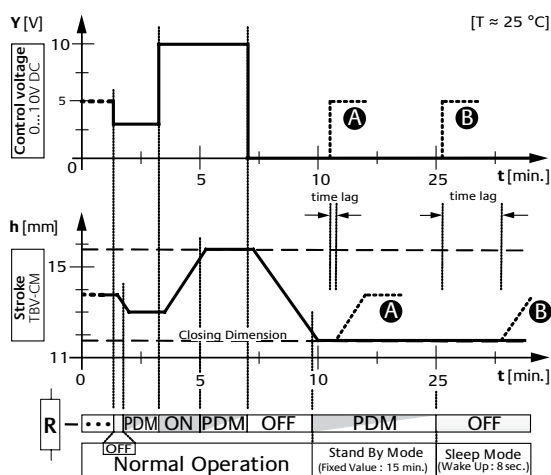 Y [V]
[T ≈ 25 °C]
Control voltage
0...10V DC
10
5
0
A
B
5
10
25
t [min.]
time lag
time lag
h [mm]
Stroke
TBV-CM
15
11
A
B
Closing Dimension
0
5
10
25
t [min.]
R
PDM
ON
PDM
OFF
PDM
OFF
OFF
Normal Operation
Stand By Mode
(Fixed Value : 15 min.)
Sleep Mode
(Wake Up : 8 sec.)